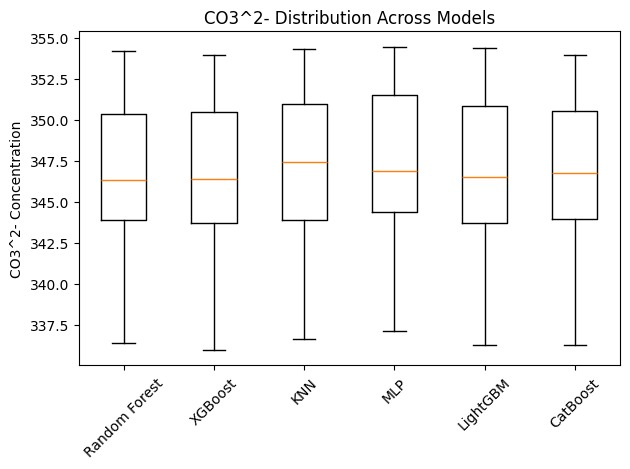 CO3^2- Distribution Across Models
CO3^2- Concentration
355.0
352.5
350.0
347.5
345.0
342.5
340.0
337.5
Random Forest
XGBoost
KNN
MLP
LightGBM
CatBoost